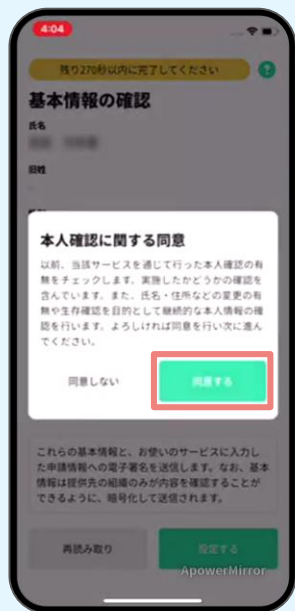 4:04
残り270秒以内に完了してください
?
基本情報の確認
氏名
旧姓
本人確認に関する同意
以前、当該サービスを通じて行った本人確認の有
無をチェックします。実施したかどうかの確認を
含んでいます。また、氏名・住所などの変更の有
無や生存確認を目的として継続的な本人情報の確
認を行います。よろしければ同意を行い次に進ん
でください。
同意しない
同意する
これらの基本情報と、お使いのサービスに入力し
た申請情報への電子署名を送信します。なお、基本
情報は提供先の組織のみが内容を確認することが
できるように、暗号化して送信されます。
再読み取り
設定する
ApowerMirror